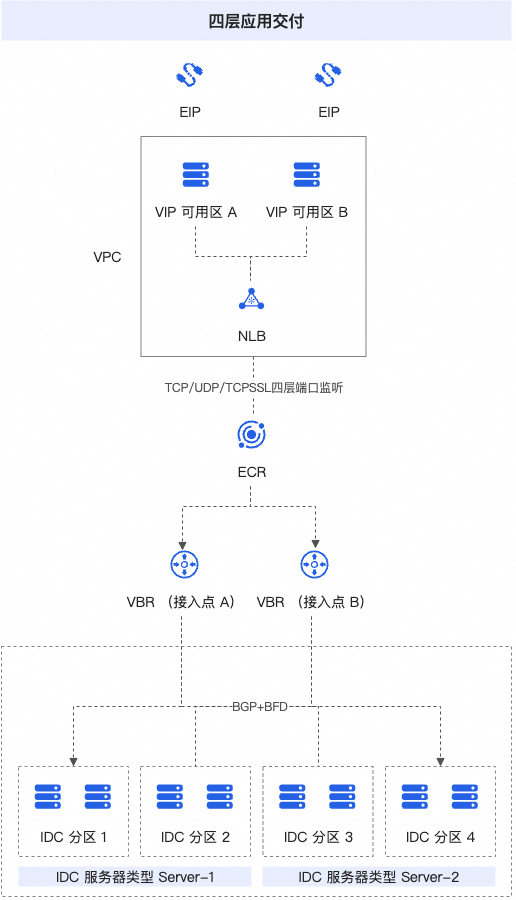 四层应用交付
EIP
EIP
VIP 可用区 A
VIP 可用区 B
VPC
NLB
TCP/UDP/TCPSSL四层端口监听
ECR
VBR （接入点 A）
VBR （接入点 B）
BGP+BFD
IDC 分区 1
IDC 分区 2
IDC 分区 3
IDC 分区 4
IDC 服务器类型 Server-1
IDC 服务器类型 Server-2